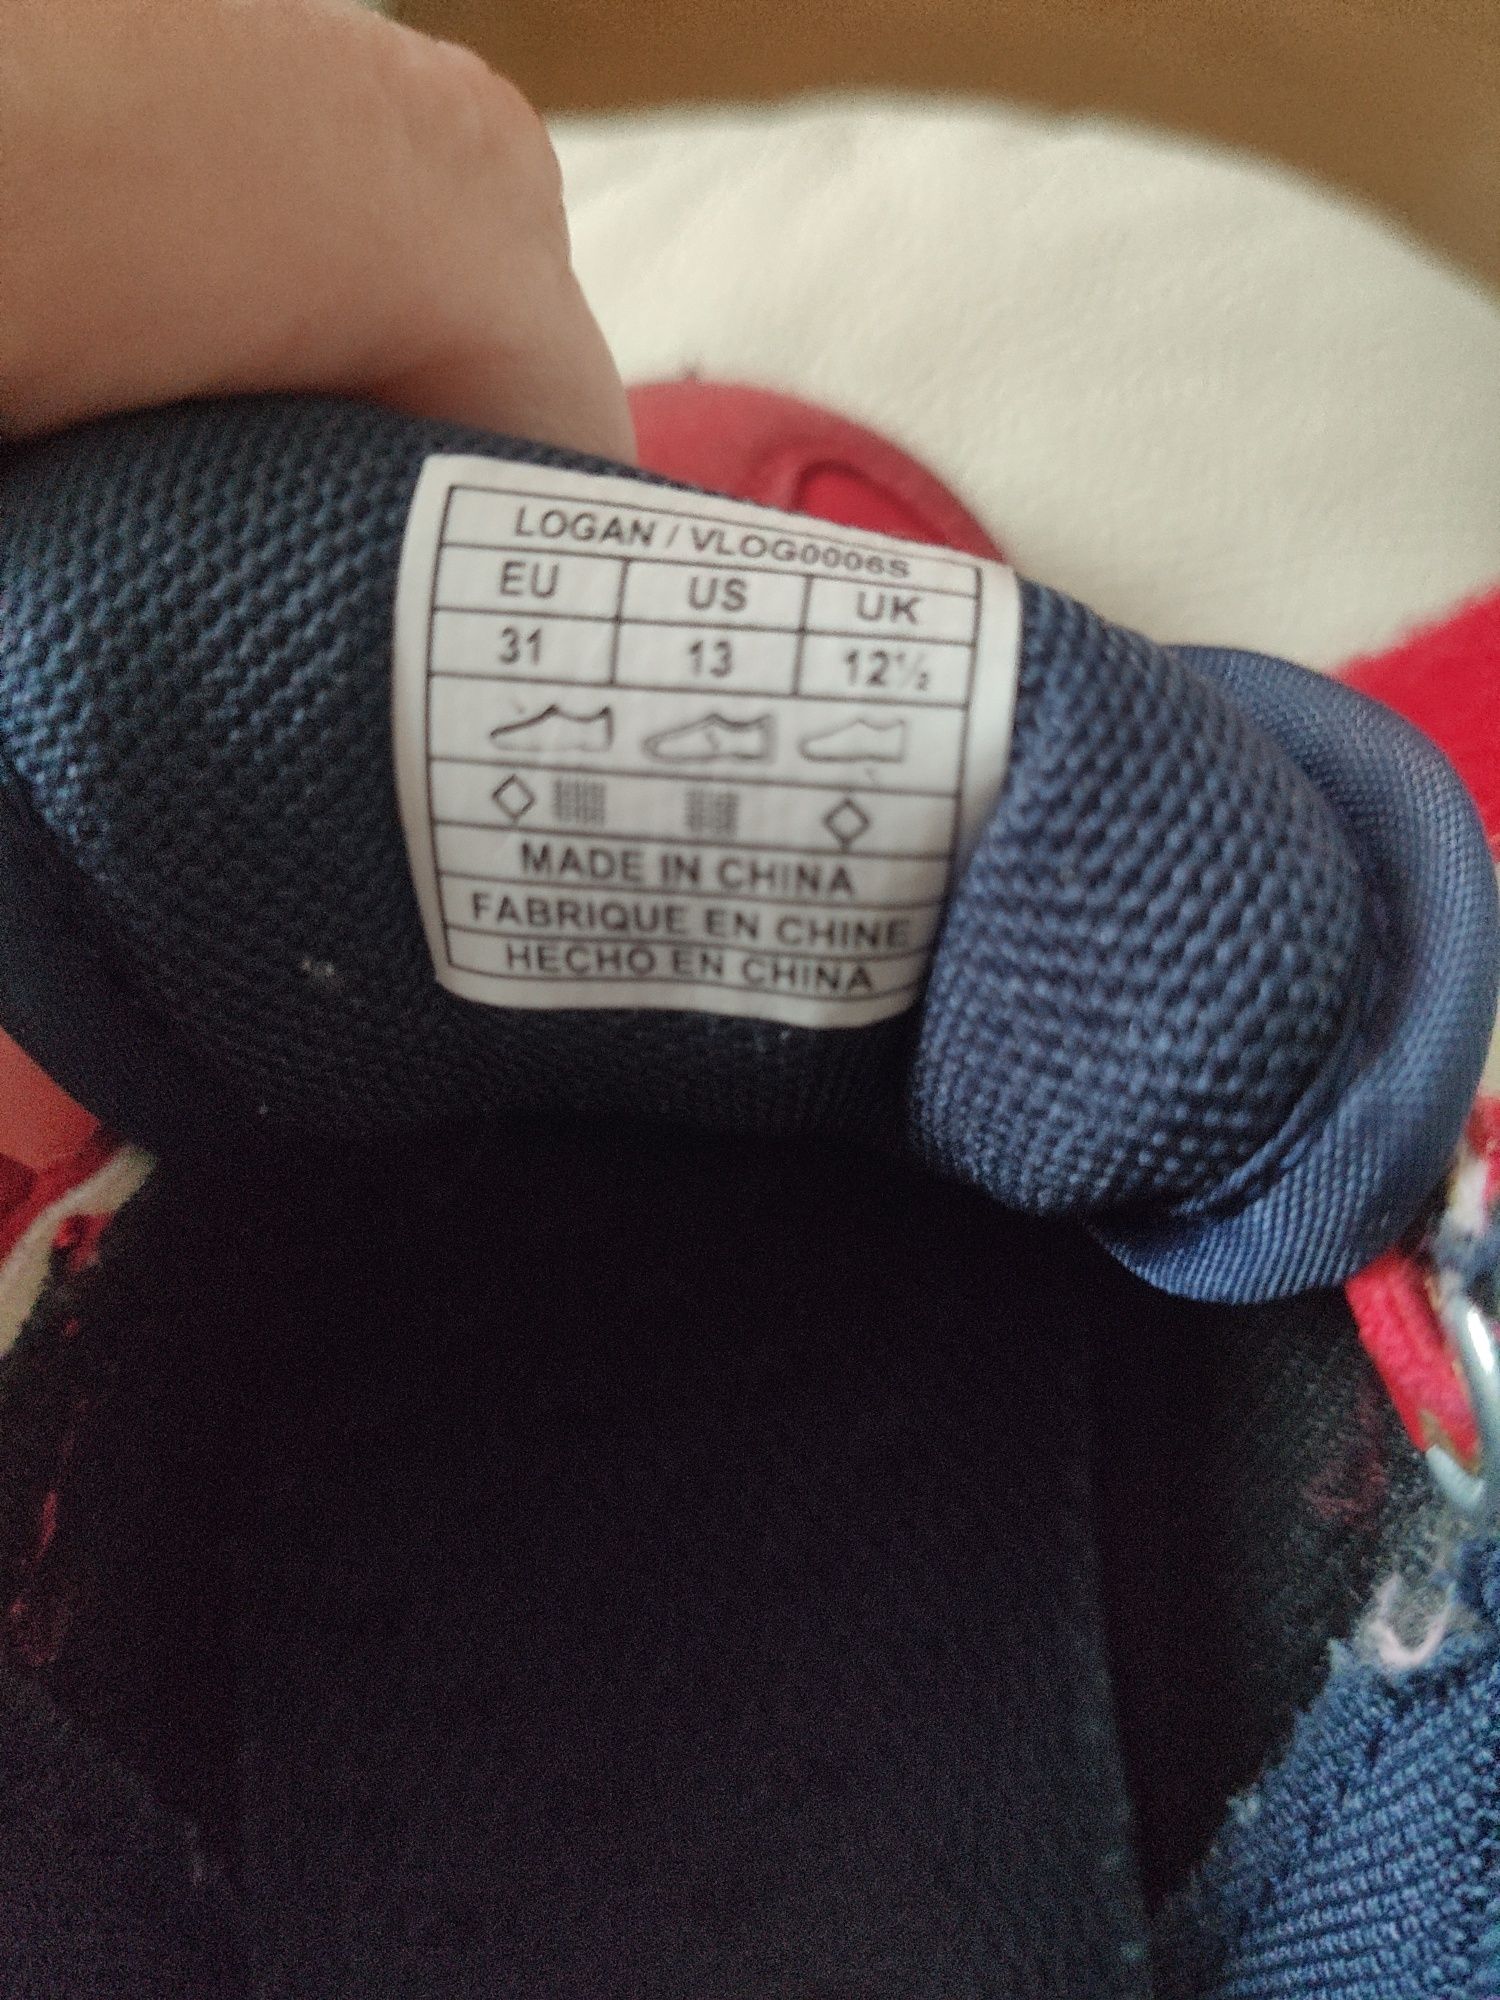 LOGAN / VLOG0006S
EU US UK
31 13 12½
MADE IN CHINA
FABRIQUE EN CHINE
HECHO EN CHINA